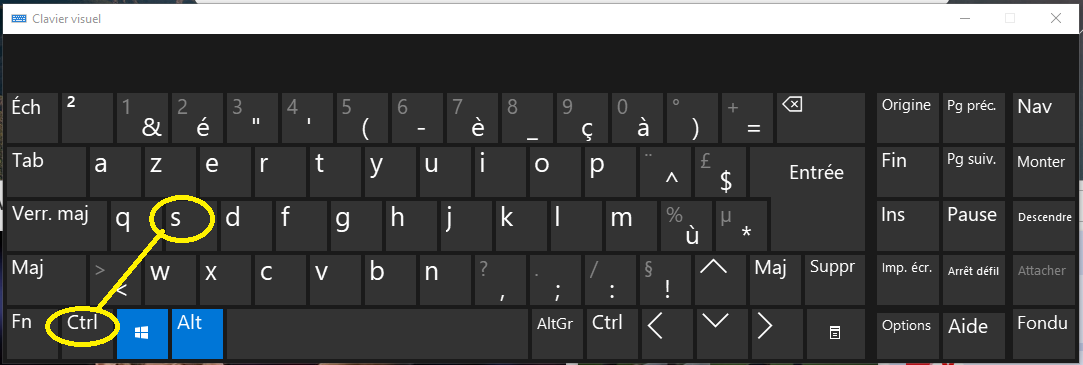 Clavier visuel
Éch ² 1 & 2 é 3 " 4 ' 5 ( 6 - 7 è 8 _ 9 ç 0 à ° ) + = Origine Pg préc. Nav
Tab a z e r t y u i o p ¨ ^ £ $ Entrée Fin Pg suiv. Monter
Verr. maj q s d f g h j k l m % ù µ * Ins Pause Descendre
Maj > < w x c v b n ? , . ; / : § ! Maj Suppr Imp. écr. Arrêt défil Attacher
Fn Ctrl Alt AltGr Ctrl Options Aide Fondu